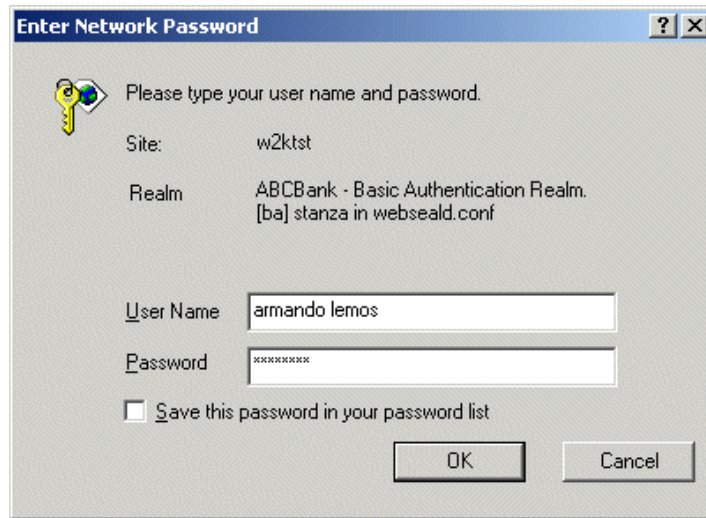 Enter Network Password
Please type your user name and password.
Site: w2ktst
Realm ABCBank - Basic Authentication Realm.
[ba] stanza in webseald.conf
User Name armando lemos
Password ********
Save this password in your password list
OK Cancel